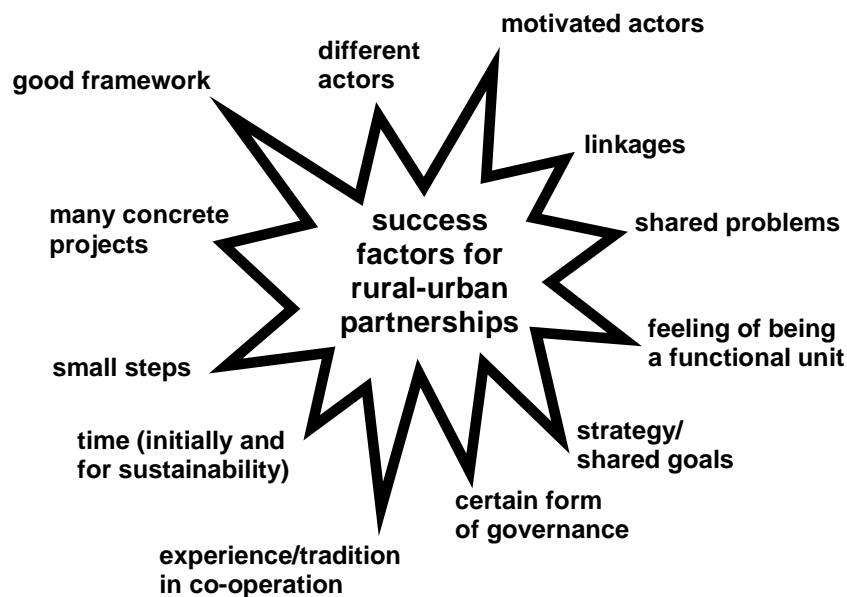 motivated actors
different
actors
good framework
linkages
many concrete
projects
success
factors for
rural-urban
partnerships
shared problems
feeling of being
a functional unit
small steps
time (initially and
for sustainability)
strategy/
shared goals
certain form
of governance
experience/tradition
in co-operation